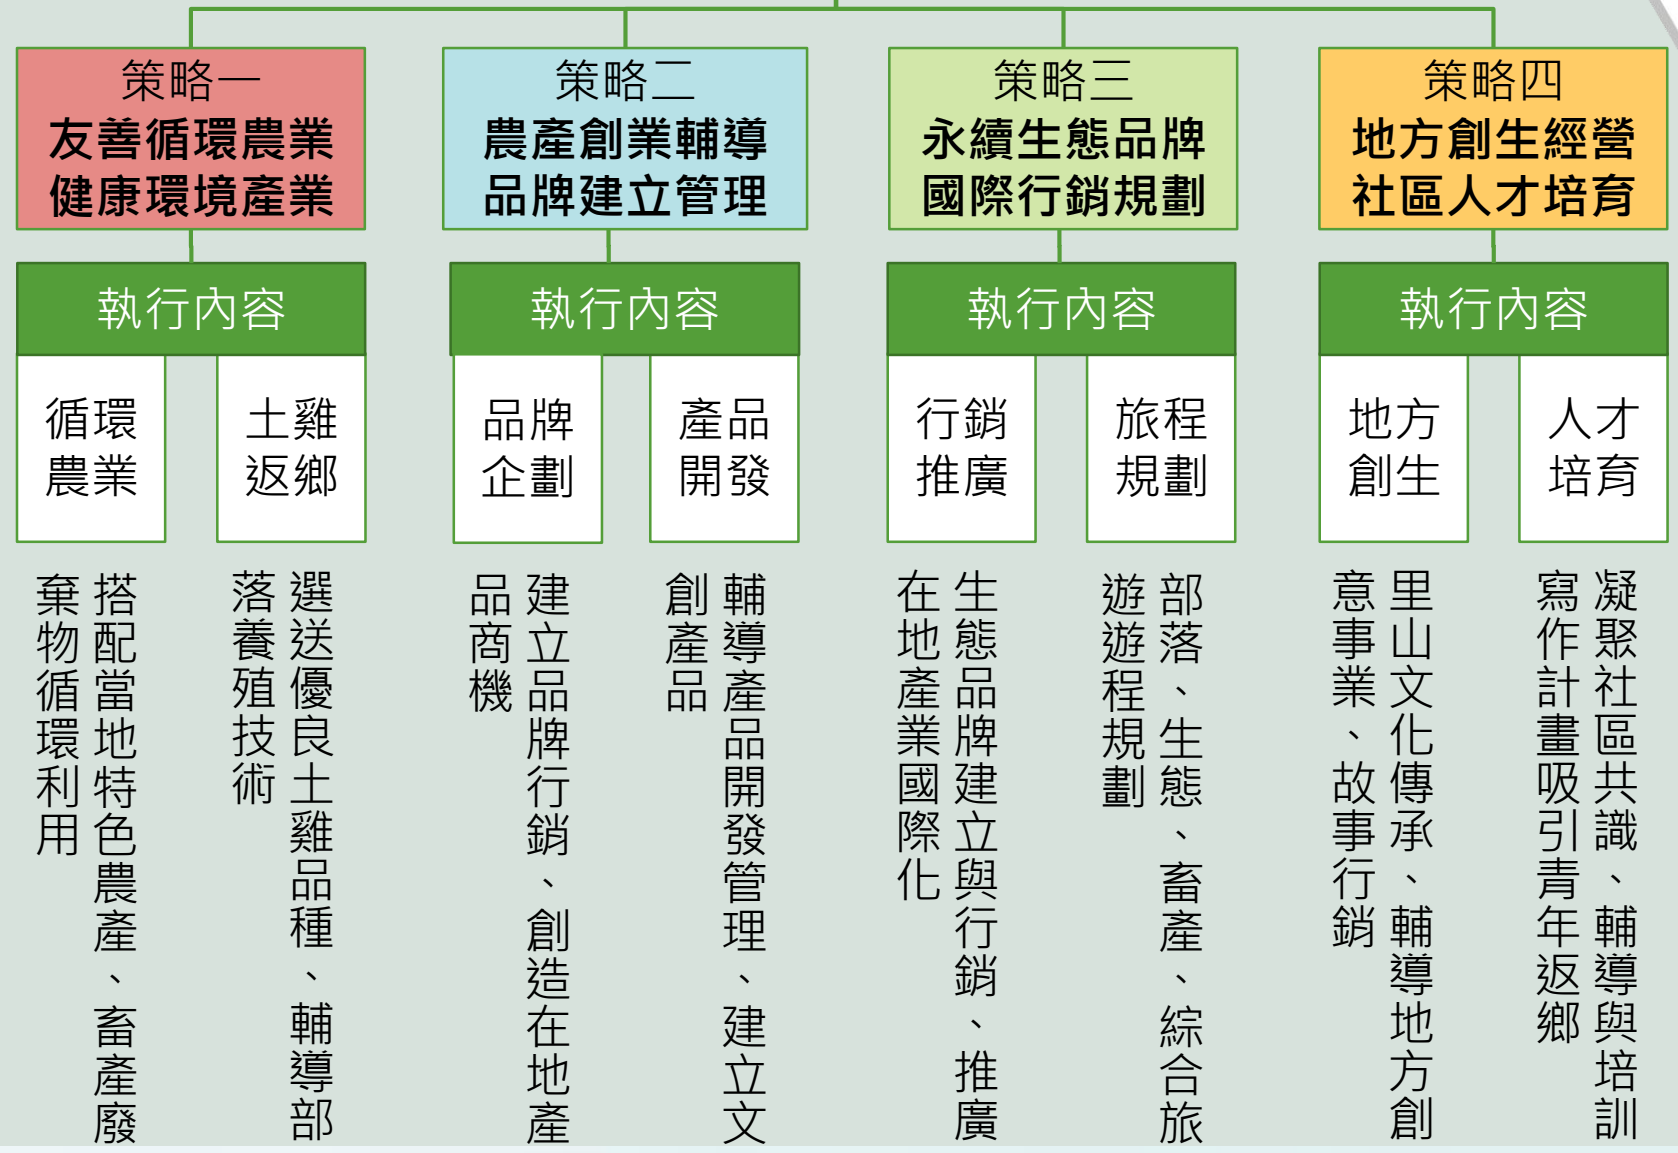 策略一
友善循環農業
健康環境產業
執行內容
循環
農業
搭配當地特色農產、畜產廢
棄物循環利用
土雞
返鄉
選送優良土雞品種、輔導部
落養殖技術
策略二
農產創業輔導
品牌建立管理
執行內容
品牌
企劃
建立品牌行銷、創造在地產
品商機
產品
開發
輔導產品開發管理、建立文
創產品
策略三
永續生態品牌
國際行銷規劃
執行內容
行銷
推廣
生態品牌建立與行銷、推廣
在地產業國際化
旅程
規劃
部落、生態、畜產、綜合旅
遊遊程規劃
策略四
地方創生經營
社區人才培育
執行內容
地方
創生
里山文化傳承、輔導地方創
意事業、故事行銷
人才
培育
凝聚社區共識、輔導與培訓
寫作計畫吸引青年返鄉